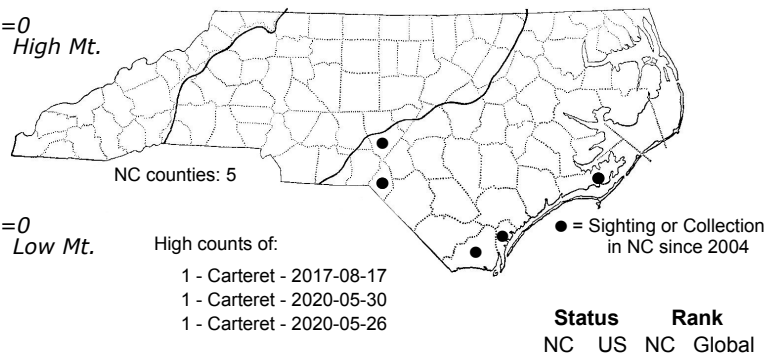 =0
High Mt.
NC counties: 5
=0
Low Mt.
High counts of:
1 - Carteret - 2017-08-17
1 - Carteret - 2020-05-30
1 - Carteret - 2020-05-26
● = Sighting or Collection
in NC since 2004
Status Rank
NC US NC Global